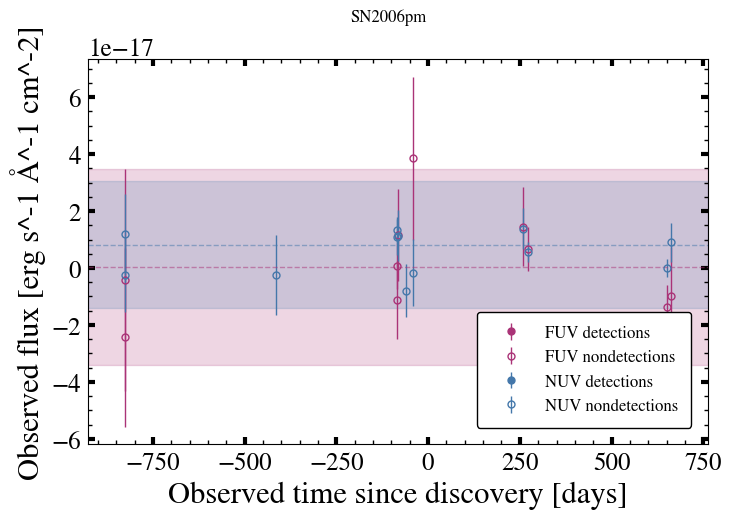 SN2006pm
1e−17
Observed flux [erg s^-1 Å^-1 cm^-2]
6
4
2
0
−2
−4
−6
FUV detections
FUV nondetections
NUV detections
NUV nondetections
−750 −500 −250 0 250 500 750
Observed time since discovery [days]